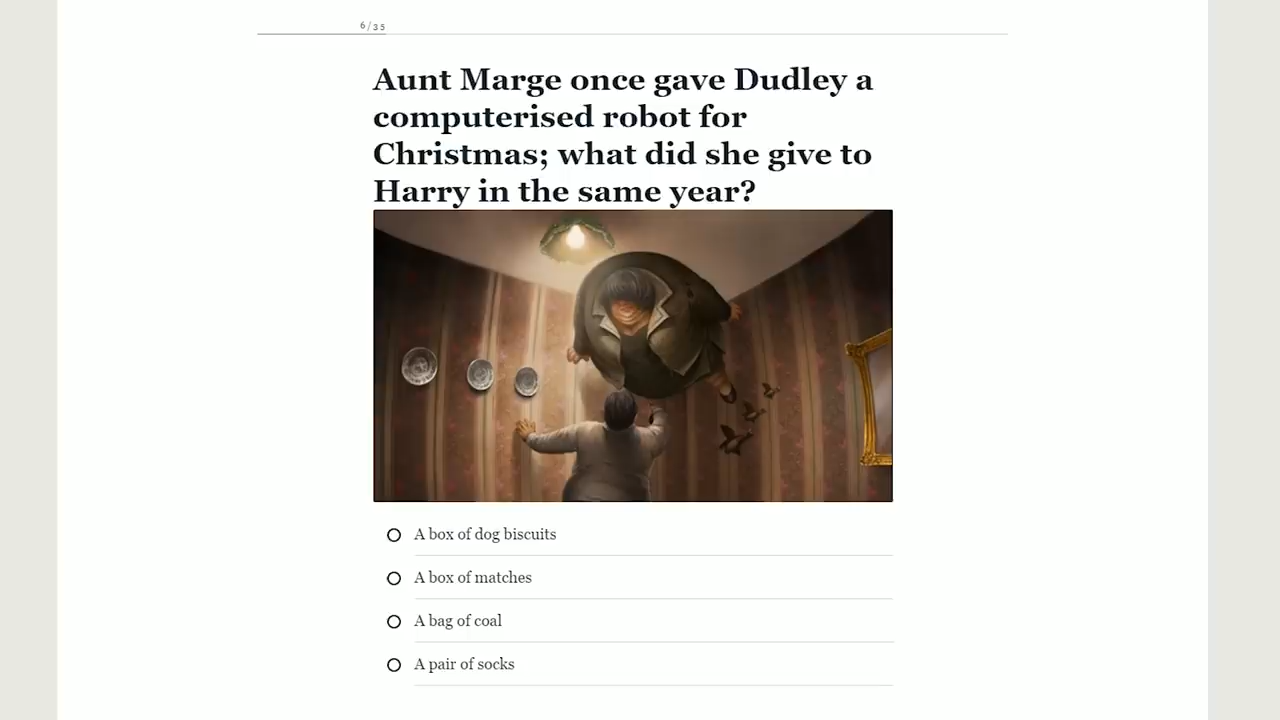 6/35
Aunt Marge once gave Dudley a
computerised robot for
Christmas; what did she give to
Harry in the same year?
A box of dog biscuits
A box of matches
A bag of coal
A pair of socks